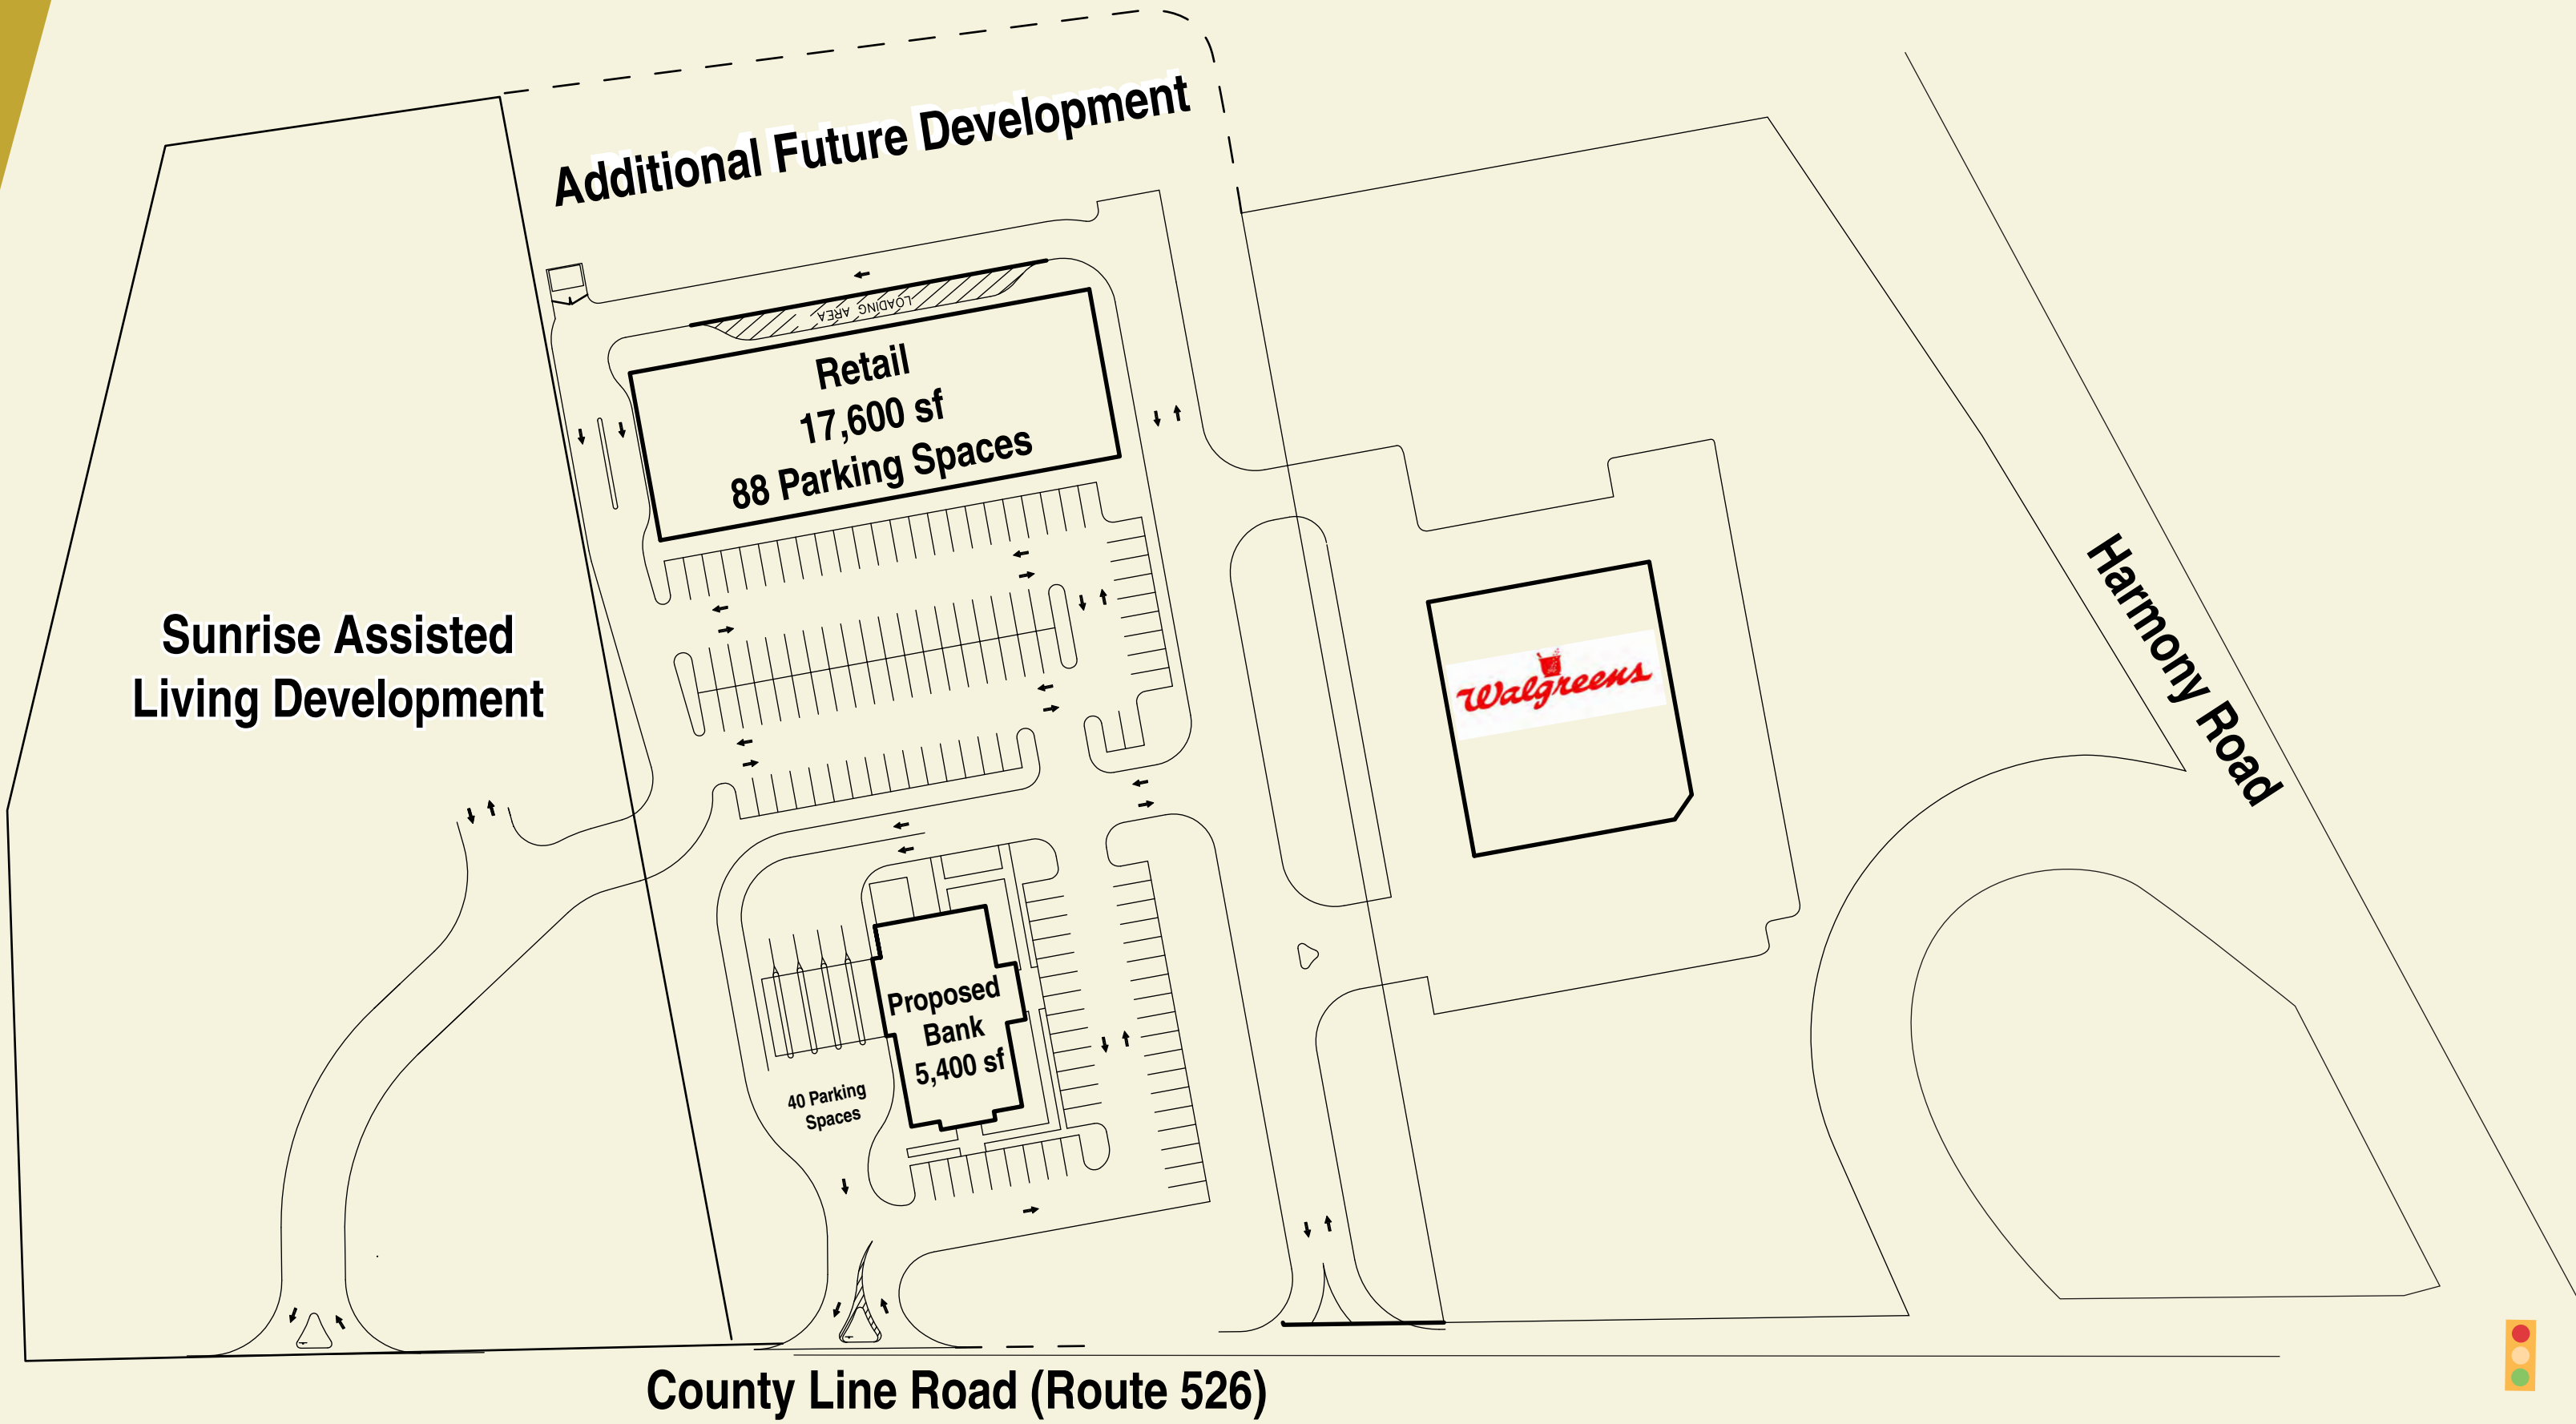 Additional Future Development
LOADING AREA
Retail
17,600 sf
88 Parking Spaces
Sunrise Assisted
Living Development
Walgreens
Harmony Road
Proposed
Bank
5,400 sf
40 Parking
Spaces
County Line Road (Route 526)